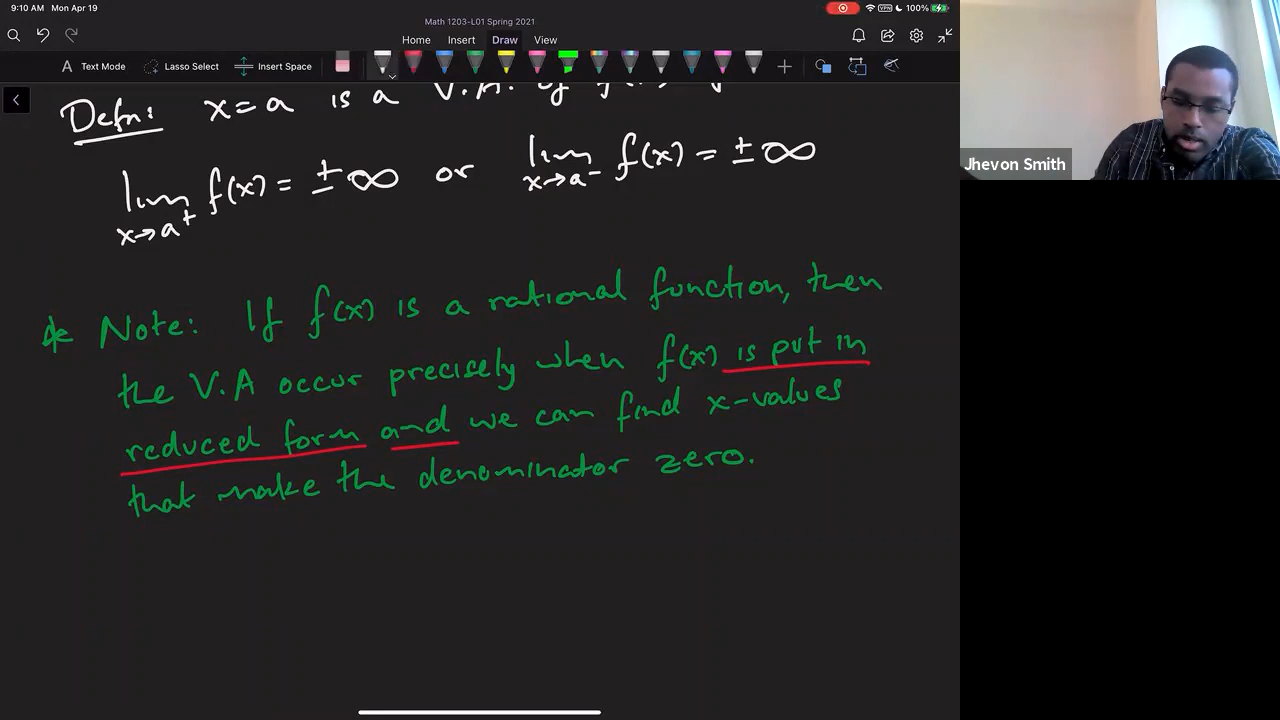 9:10 AM Mon Apr 19
VPN 100%
Math 1203-L01 Spring 2021
Home Insert Draw View
Text Mode Lasso Select Insert Space
Defn: x=a is a V.A. of
lim x→a⁺ f(x) = ±∞ or lim x→a⁻ f(x) = ±∞
* Note: If f(x) is a rational function, then
the V.A occur precisely when f(x) is put in
reduced form and we can find x-values
that make the denominator zero.
Jhevon Smith